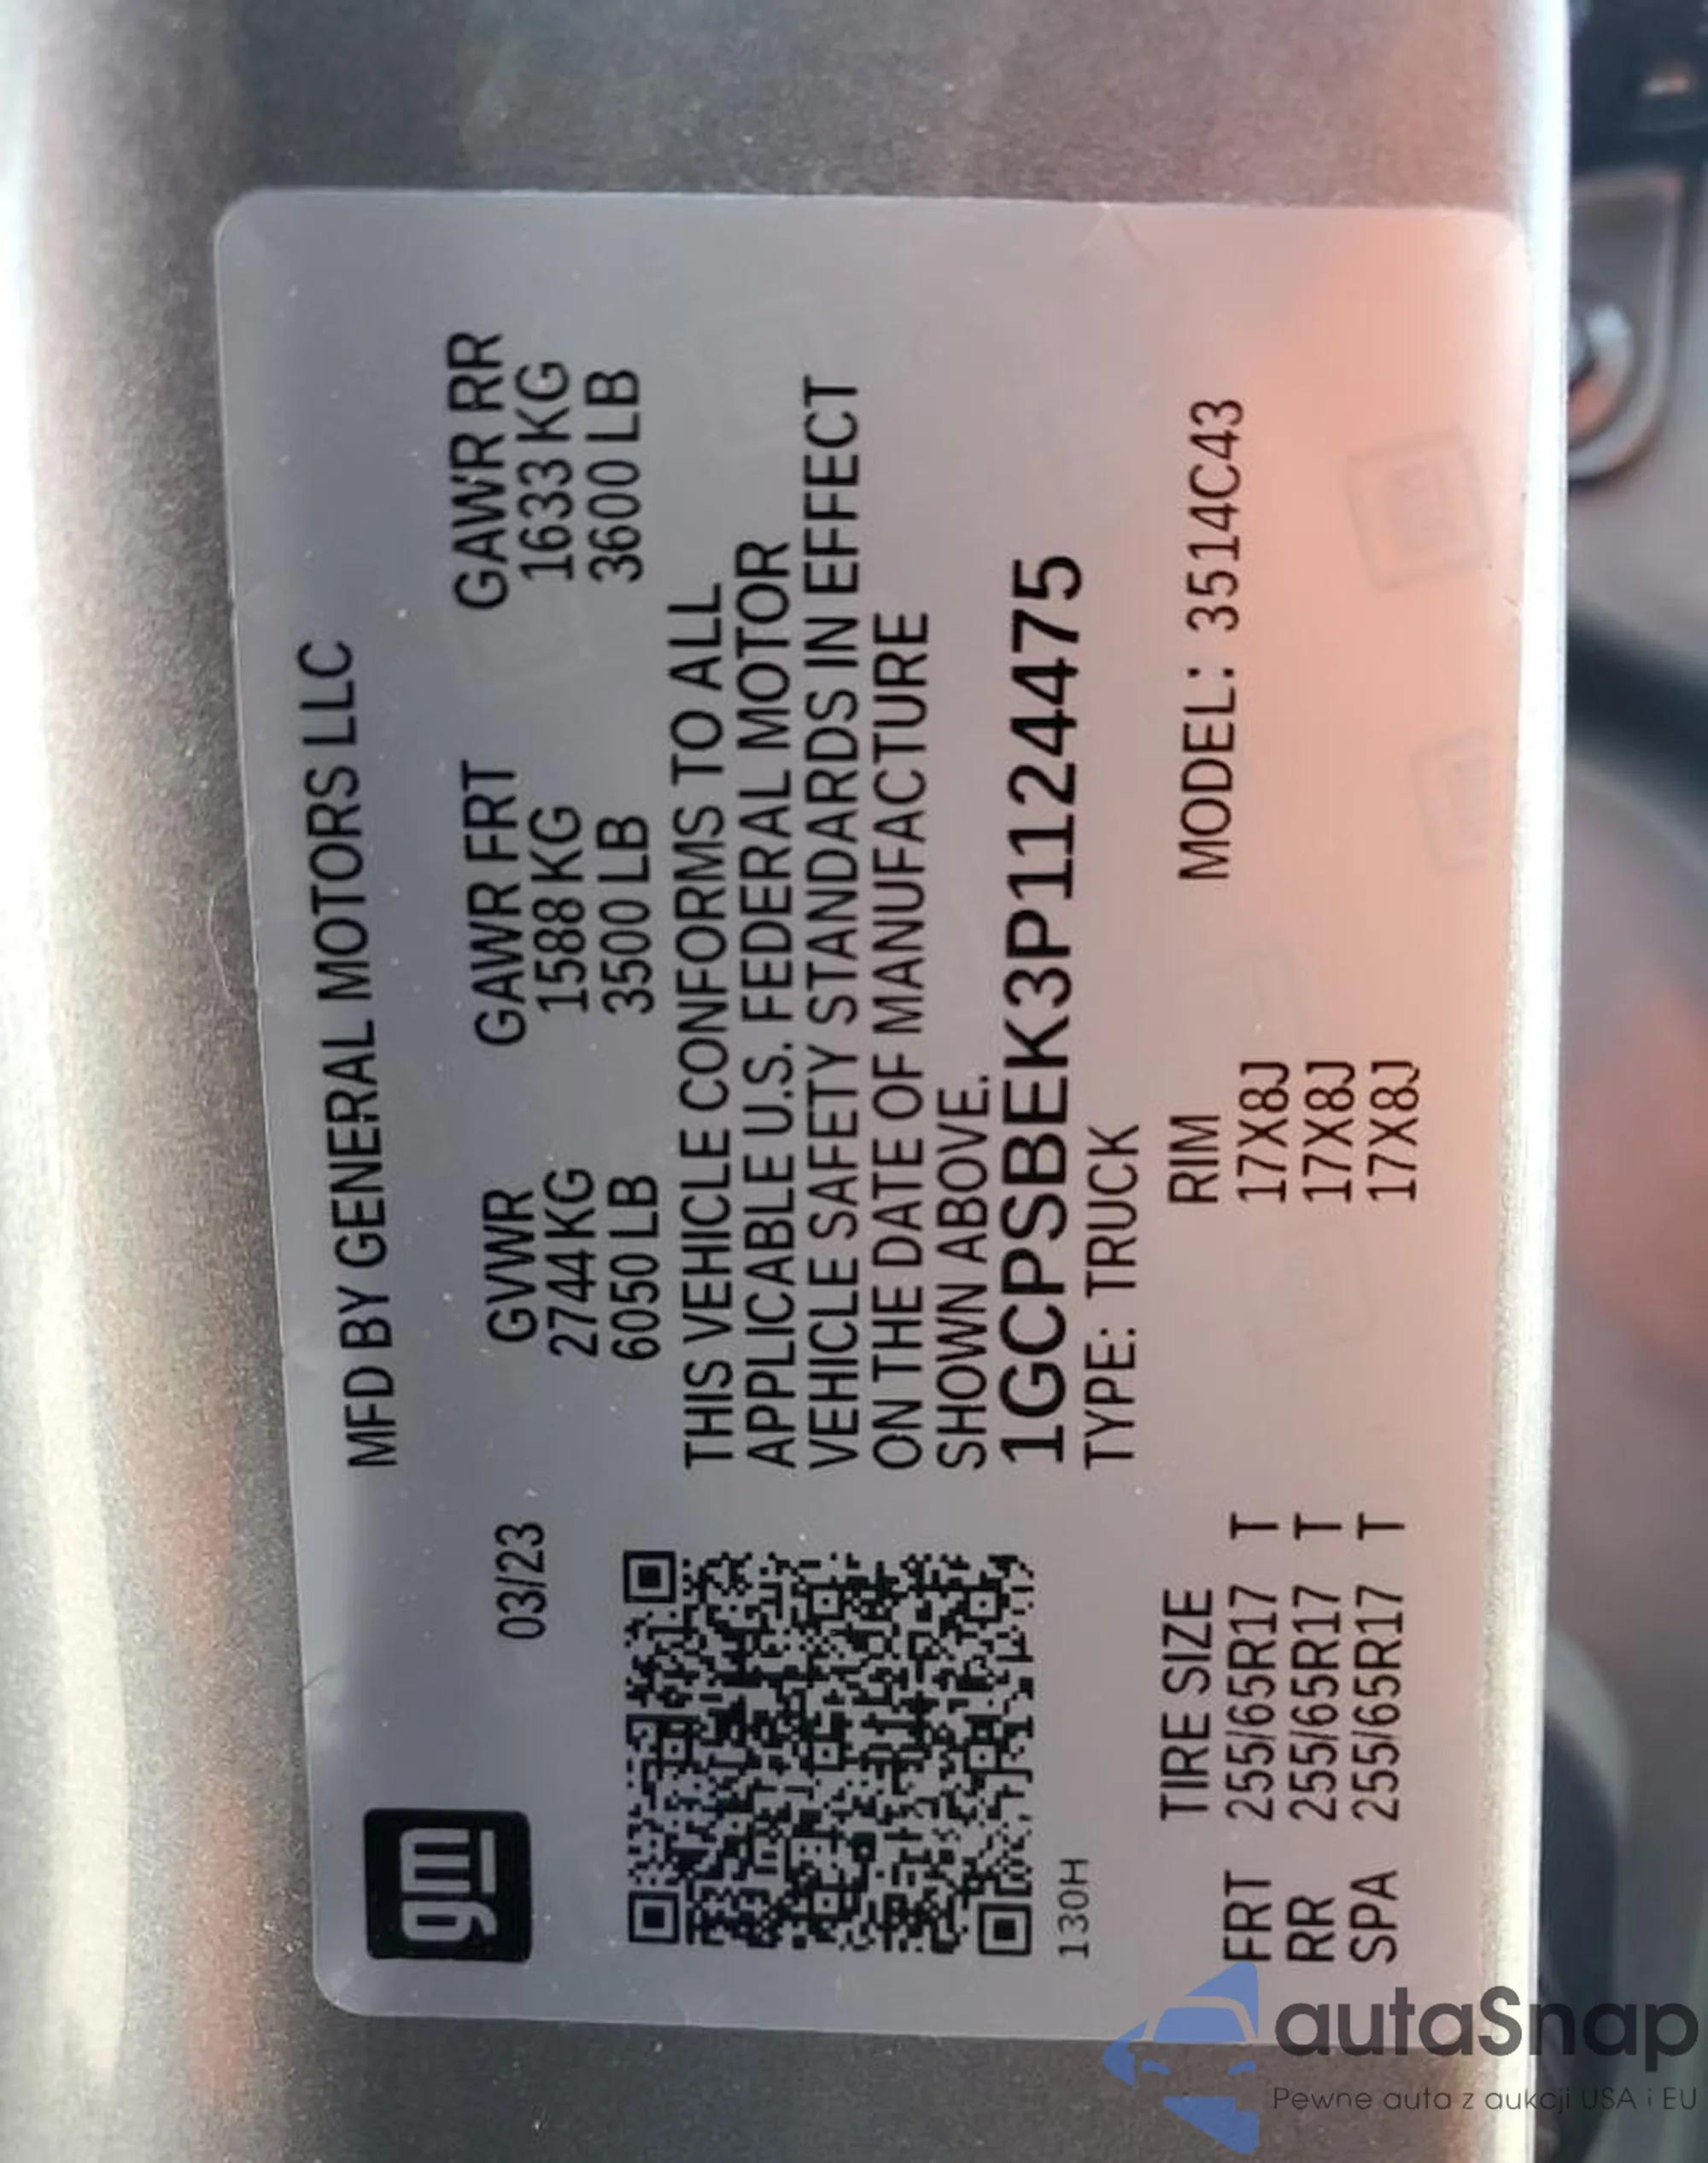 gm
MFD BY GENERAL MOTORS LLC
03/23
GVWR GAWR FRT GAWR RR
2744 KG 1588 KG 1633 KG
6050 LB 3500 LB 3600 LB
THIS VEHICLE CONFORMS TO ALL
APPLICABLE U.S. FEDERAL MOTOR
VEHICLE SAFETY STANDARDS IN EFFECT
ON THE DATE OF MANUFACTURE
SHOWN ABOVE.
1GCPSBEK3P1124475
TYPE: TRUCK
130H
TIRE SIZE RIM MODEL: 3514C43
FRT 255/65R17 T 17X8J
RR 255/65R17 T 17X8J
SPA 255/65R17 T 17X8J
autaSnap
Pewne auta z aukcji USA i EU